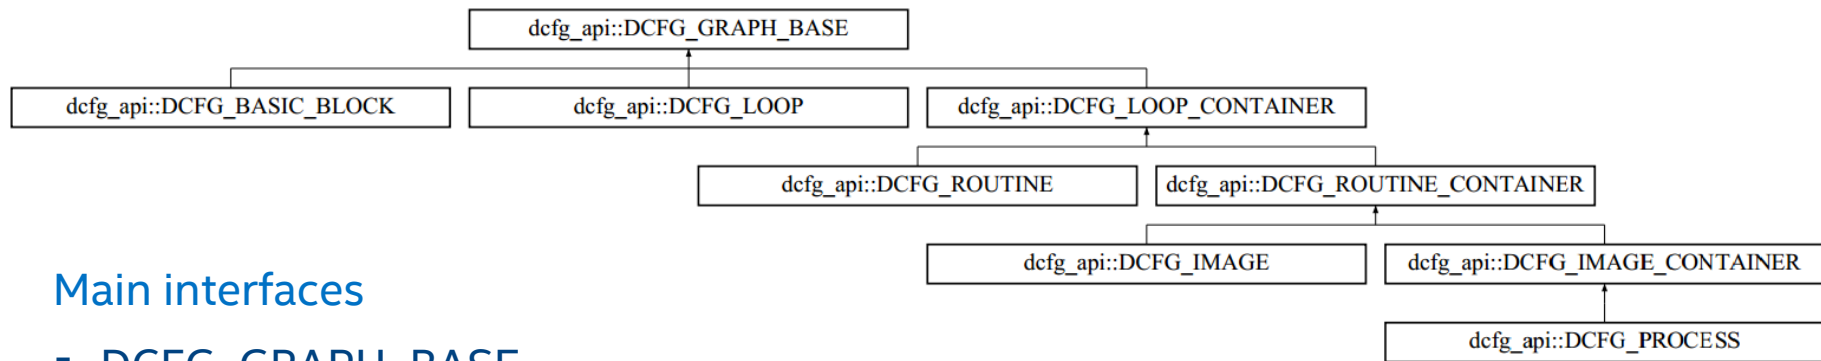 dcfg_api::DCFG_GRAPH_BASE
dcfg_api::DCFG_BASIC_BLOCK dcfg_api::DCFG_LOOP dcfg_api::DCFG_LOOP_CONTAINER
dcfg_api::DCFG_ROUTINE dcfg_api::DCFG_ROUTINE_CONTAINER
dcfg_api::DCFG_IMAGE dcfg_api::DCFG_IMAGE_CONTAINER
Main interfaces
dcfg_api::DCFG_PROCESS
▪ DCFG_GRAPH_BASE